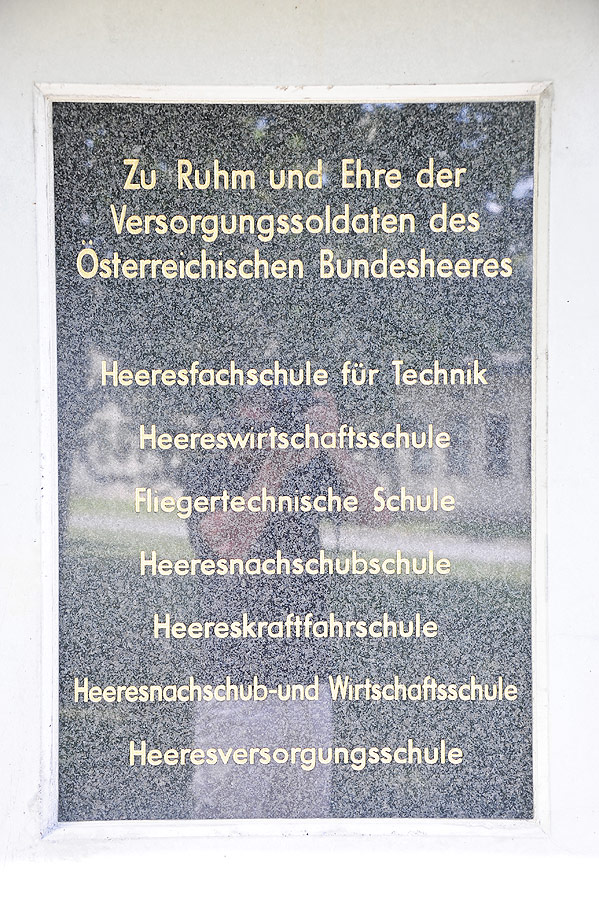 Zu Ruhm und Ehre der
Versorgungssoldaten des
Österreichischen Bundesheeres
Heeresfachschule für Technik
Heereswirtschaftsschule
Fliegertechnische Schule
Heeresnachschubschule
Heereskraftfahrschule
Heeresnachschub-und Wirtschaftsschule
Heeresversorgungsschule